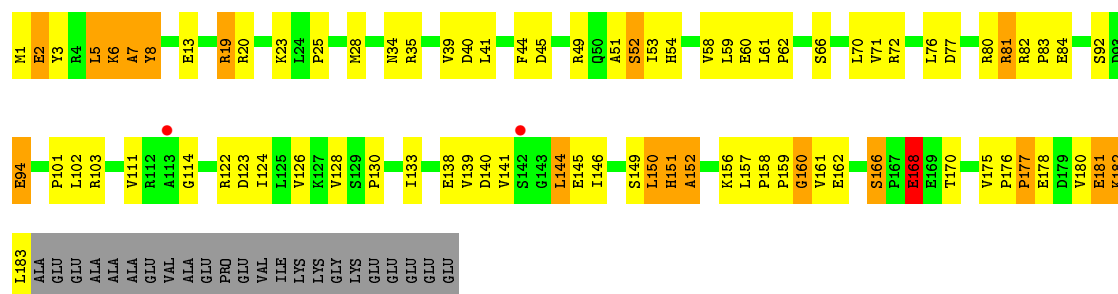 M1 E2 Y3 R4 L5 K6 A7 Y8 E13 R19 R20 K23 L24 P25 M28 N34 R35 V39 D40 L41 F44 D45 R49 Q50 A51 S52 I53 H54 V58 L59 E60 L61 P62 S66 L70 V71 R72 L76 D77 R80 R81 R82 P83 E84 S92 D93
E94 P101 L102 R103 V111 R112 A113 G114 R122 D123 I124 L125 V126 K127 V128 S129 P130 I133 E138 V139 D140 V141 S142 G143 L144 E145 I146 S149 L150 H151 A152 K156 L157 P158 P159 G160 V161 E162 S166 P167 E168 E169 T170 V175 P176 P177 E178 D179 V180 E181 K182
L183 ALA GLU GLU ALA ALA ALA GLU VAL ALA GLU PRO GLU VAL ILE LYS LYS GLY LYS LYS GLU GLU GLU GLU GLU